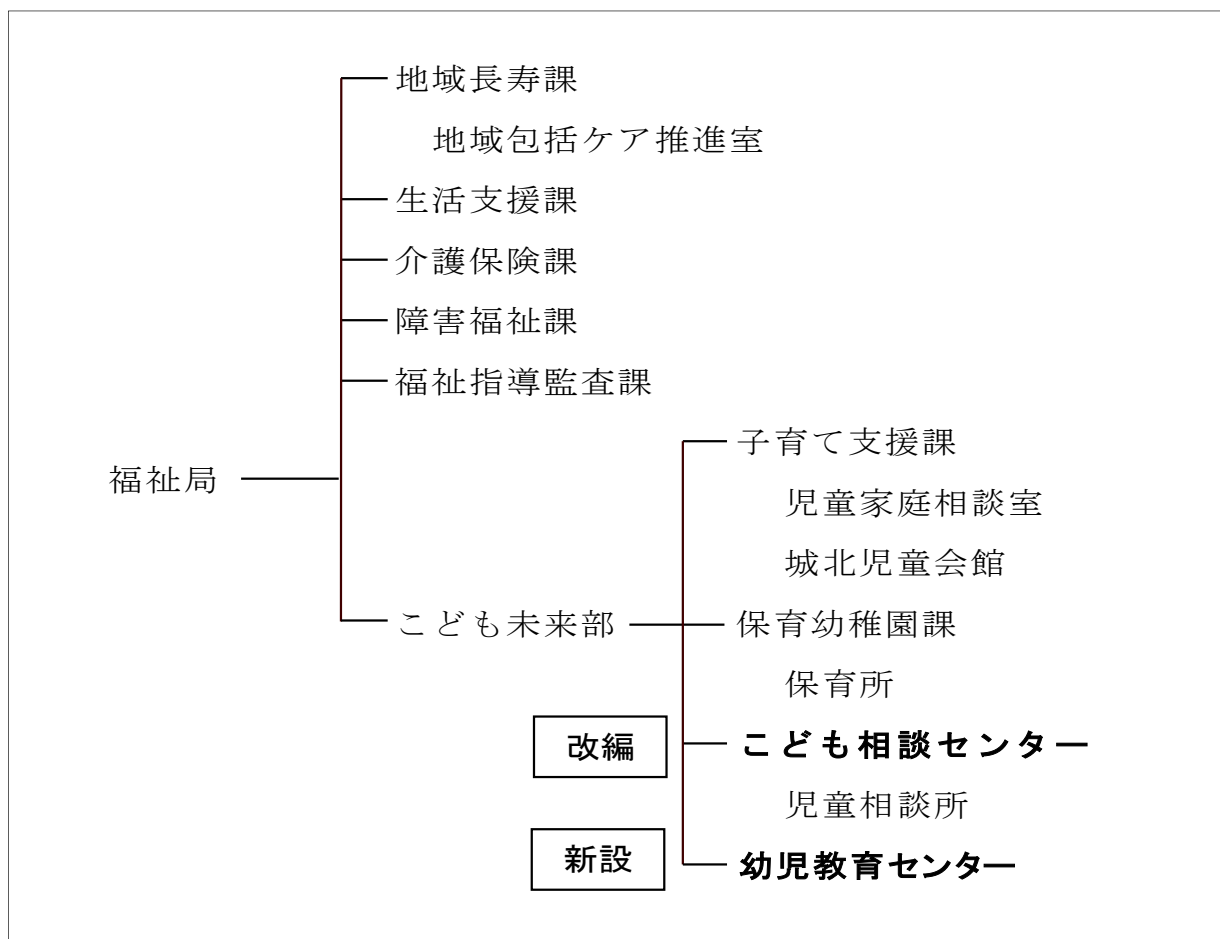 地域長寿課
地域包括ケア推進室
生活支援課
介護保険課
障害福祉課
福祉指導監査課
福祉局
こども未来部
子育て支援課
児童家庭相談室
城北児童会館
保育幼稚園課
保育所
改編
こども相談センター
児童相談所
新設
幼児教育センター